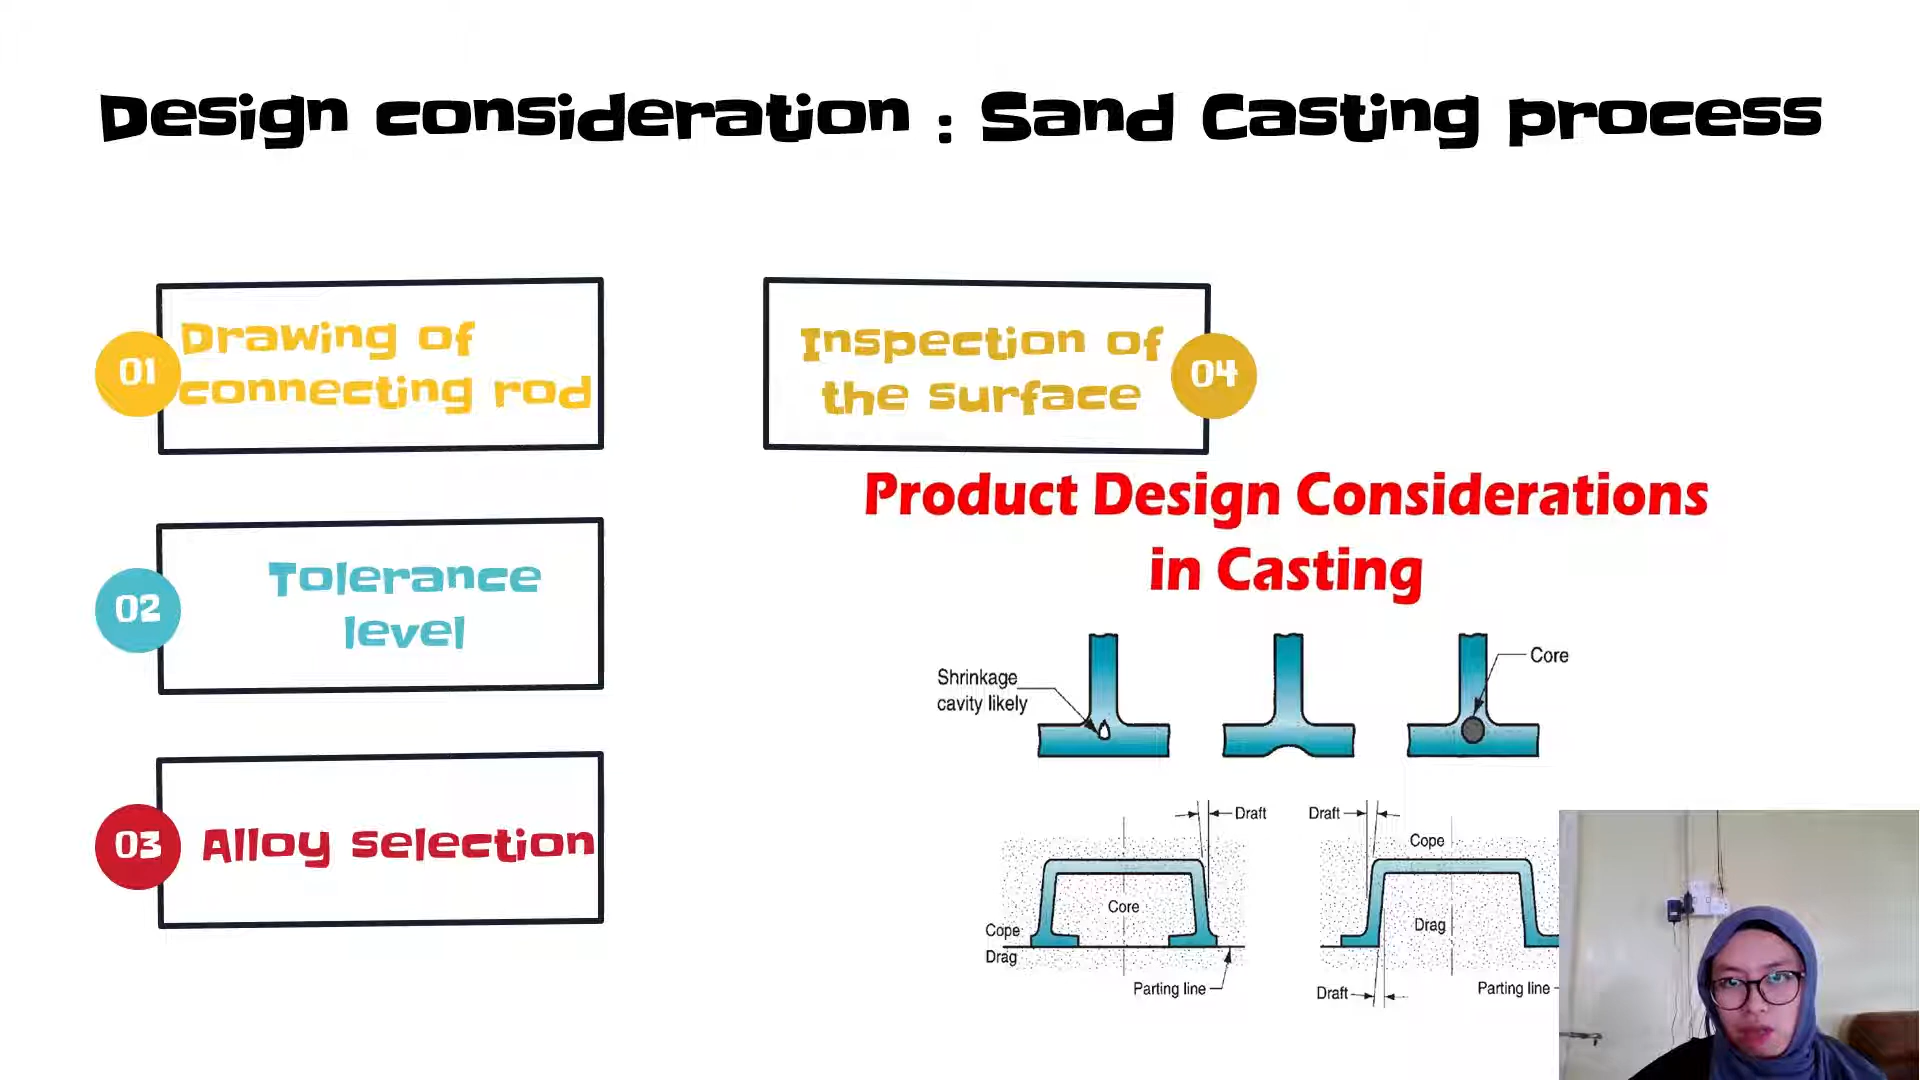 Design consideration : Sand Casting process
01
Drawing of
connecting rod
02
Tolerance
level
03
Alloy selection
Inspection of
the surface
04
Product Design Considerations
in Casting
Shrinkage
cavity likely
Core
Draft
Core
Cope
Drag
Parting line
Draft
Cope
Drag
Draft
Parting line